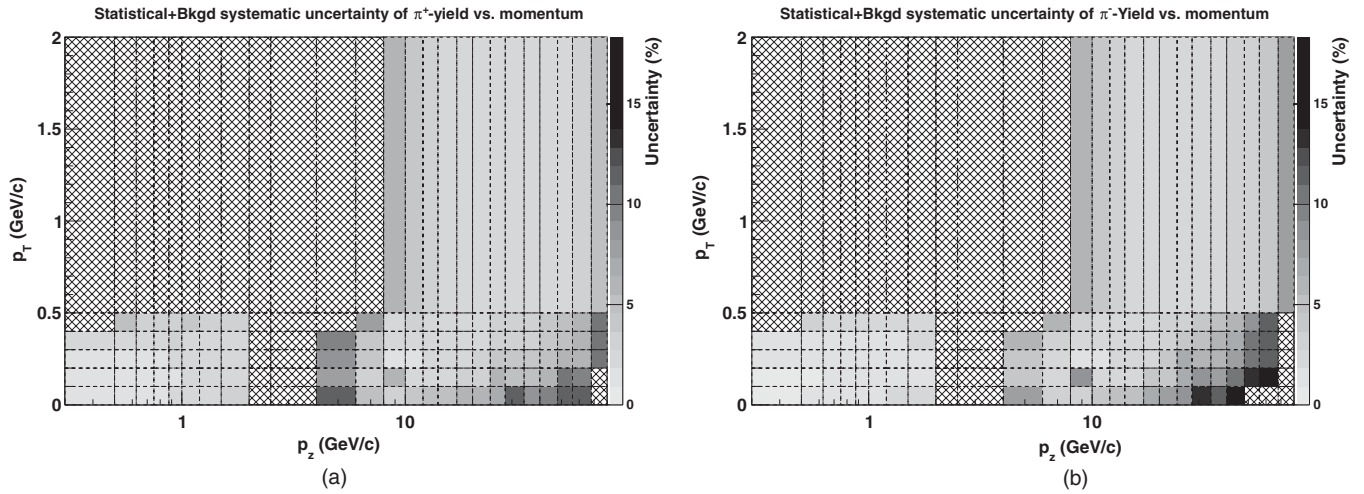 Statistical+Bkgd systematic uncertainty of π⁺-yield vs. momentum
p_T (GeV/c)
2
1.5
1
0.5
0
1
10
p_z (GeV/c)
15
10
5
0
Uncertainty (%)
(a)
Statistical+Bkgd systematic uncertainty of π⁻-Yield vs. momentum
p_T (GeV/c)
2
1.5
1
0.5
0
1
10
p_z (GeV/c)
15
10
5
0
Uncertainty (%)
(b)